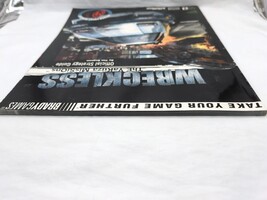 WRECKLESS
The Yakuza Missions
Official Strategy Guide
TAKE YOUR GAME FURTHER
BRADYGAMES